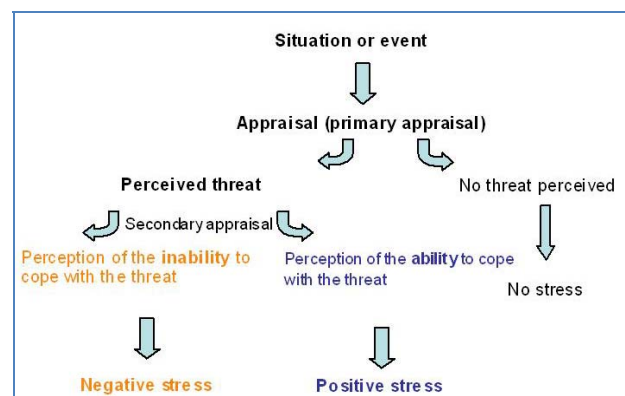 Situation or event
Appraisal (primary appraisal)
Perceived threat
No threat perceived
Secondary appraisal
Perception of the inability to
cope with the threat
Perception of the ability to cope
with the threat
No stress
Negative stress
Positive stress